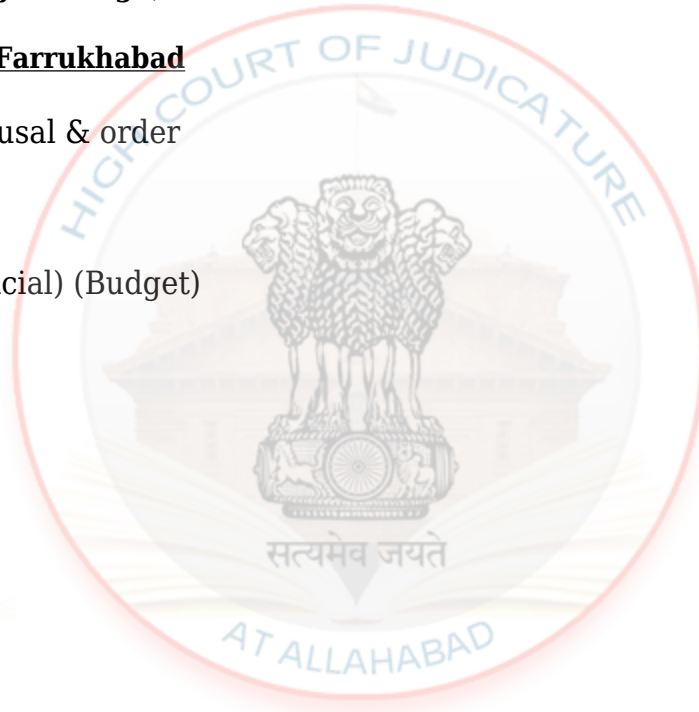 Farrukhabad
HIGH COURT OF JUDICATURE
usal & order
cial) (Budget)
सत्यमेव जयते
AT ALLAHABAD